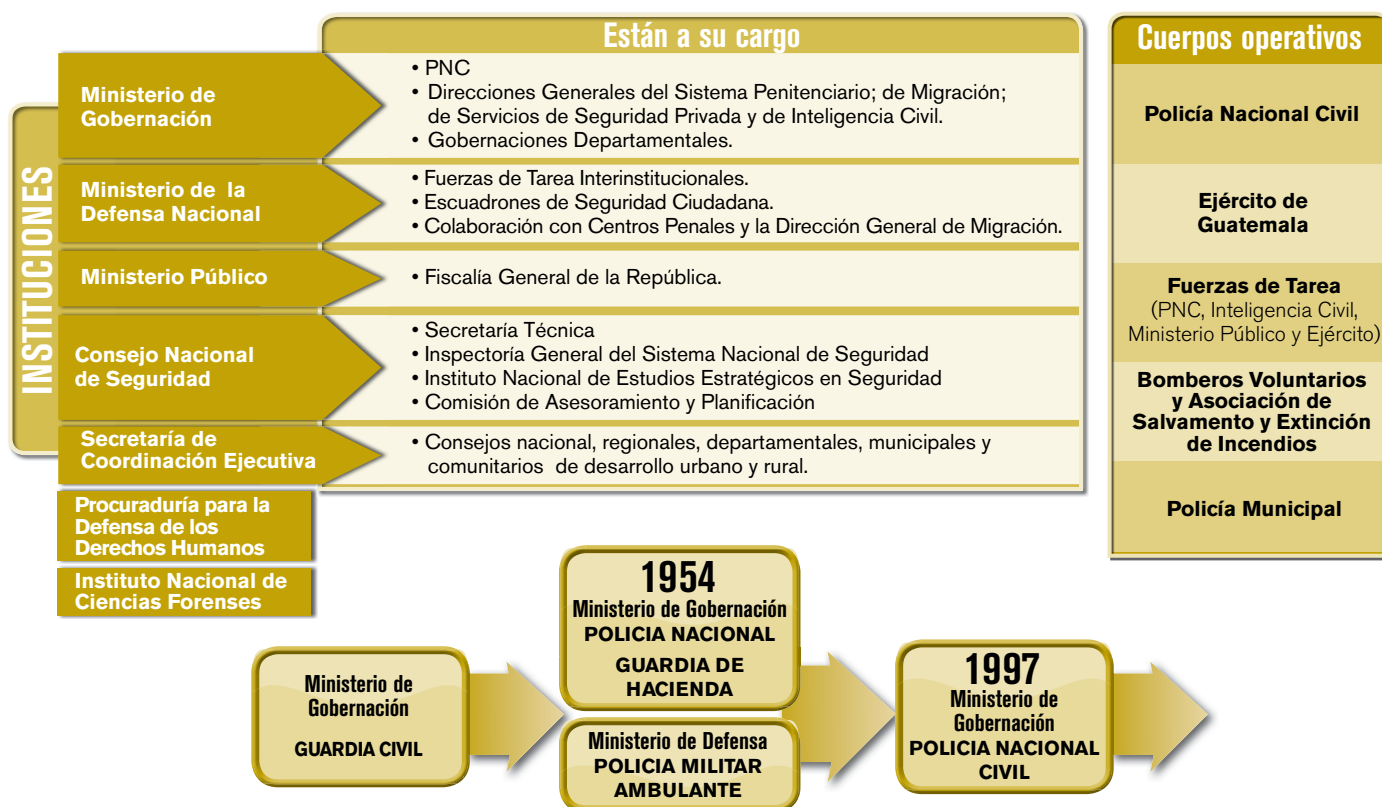 INSTITUCIONES
Están a su cargo
Ministerio de
Gobernación
• PNC
• Direcciones Generales del Sistema Penitenciario; de Migración;
de Servicios de Seguridad Privada y de Inteligencia Civil.
• Gobernaciones Departamentales.
Ministerio de la
Defensa Nacional
• Fuerzas de Tarea Interinstitucionales.
• Escuadrones de Seguridad Ciudadana.
• Colaboración con Centros Penales y la Dirección General de Migración.
Ministerio Público
• Fiscalía General de la República.
Consejo Nacional
de Seguridad
• Secretaría Técnica
• Inspectoría General del Sistema Nacional de Seguridad
• Instituto Nacional de Estudios Estratégicos en Seguridad
• Comisión de Asesoramiento y Planificación
Secretaría de
Coordinación Ejecutiva
• Consejos nacional, regionales, departamentales, municipales y
comunitarios de desarrollo urbano y rural.
Procuraduría para la
Defensa de los
Derechos Humanos
Instituto Nacional de
Ciencias Forenses
Cuerpos operativos
Policía Nacional Civil
Ejército de
Guatemala
Fuerzas de Tarea
(PNC, Inteligencia Civil,
Ministerio Público y Ejército)
Bomberos Voluntarios
y Asociación de
Salvamento y Extinción
de Incendios
Policía Municipal
Ministerio de
Gobernación
GUARDIA CIVIL
1954
Ministerio de Gobernación
POLICIA NACIONAL
GUARDIA DE
HACIENDA
Ministerio de Defensa
POLICIA MILITAR
AMBULANTE
1997
Ministerio de
Gobernación
POLICIA NACIONAL
CIVIL